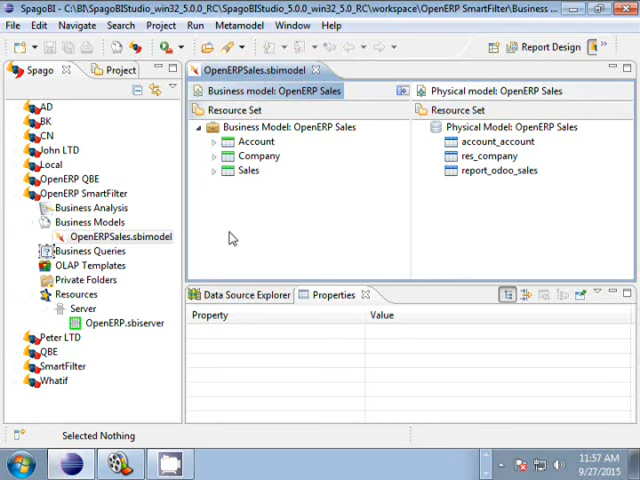 SpagoBI - C:\BI\SpagoBIStudio_win32_5.0.0_RC\SpagoBIStudio_5.0.0_RC\workspace\OpenERP SmartFilter\Business ...
File Edit Navigate Search Project Run Metamodel Window Help
Report Design
Spago
Project
AD
BK
CN
John LTD
Local
OpenERP QBE
OpenERP SmartFilter
Business Analysis
Business Models
OpenERPSales.sbimodel
Business Queries
OLAP Templates
Private Folders
Resources
Server
OpenERP.sbiserver
Peter LTD
QBE
SmartFilter
Whatif
OpenERPSales.sbimodel
Business model: OpenERP Sales
Resource Set
Business Model: OpenERP Sales
Account
Company
Sales
Physical model: OpenERP Sales
Resource Set
Physical Model: OpenERP Sales
account_account
res_company
report_odoo_sales
Data Source Explorer
Properties
Property Value
Selected Nothing
11:57 AM
9/27/2015